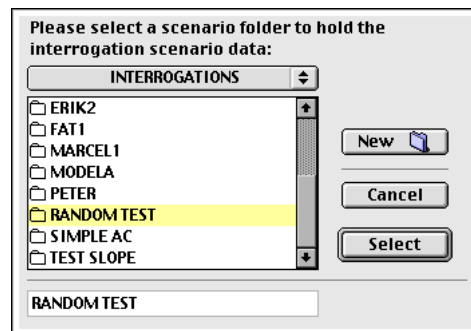 Please select a scenario folder to hold the
interrogation scenario data:
INTERROGATIONS
ERIK2
FAT1
MARCEL1
MODELA
PETER
RANDOM TEST
SIMPLE AC
TEST SLOPE
New
Cancel
Select
RANDOM TEST